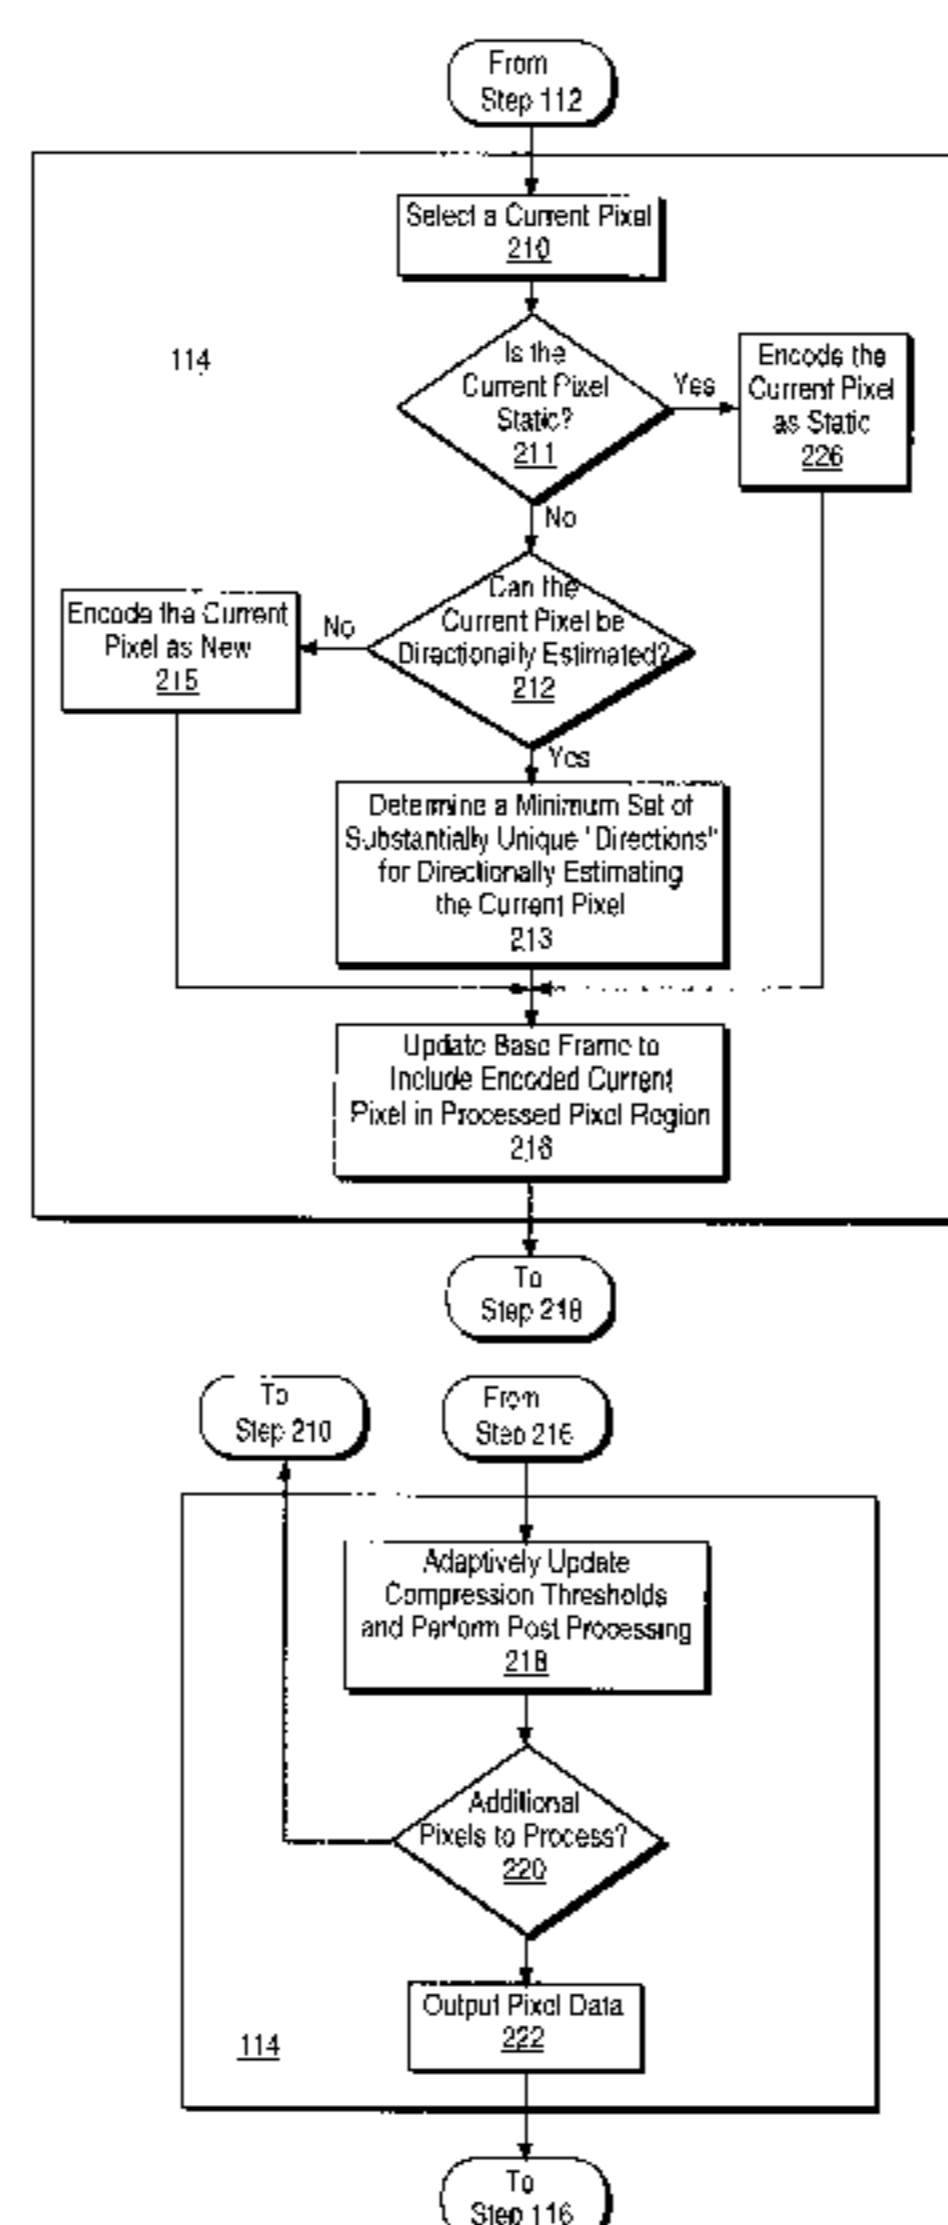 From
Step 112
Select a Current Pixel
210
114
Is the
Current Pixel
Static?
211
Yes
Encode the
Current Pixel
as Static
226
No
Can the
Current Pixel be
Directionally Estimated?
212
No
Encode the Current
Pixel as New
215
Yes
Determine a Minimum Set of
Substantially Unique "Directions"
for Directionally Estimating
the Current Pixel
213
Update Base Frame to
Include Encoded Current
Pixel in Processed Pixel Region
216
To
Step 218
To
Step 210
From
Step 216
Adaptively Update
Compression Thresholds
and Perform Post Processing
218
Additional
Pixels to Process?
220
Output Pixel Data
222
114
To
Step 116